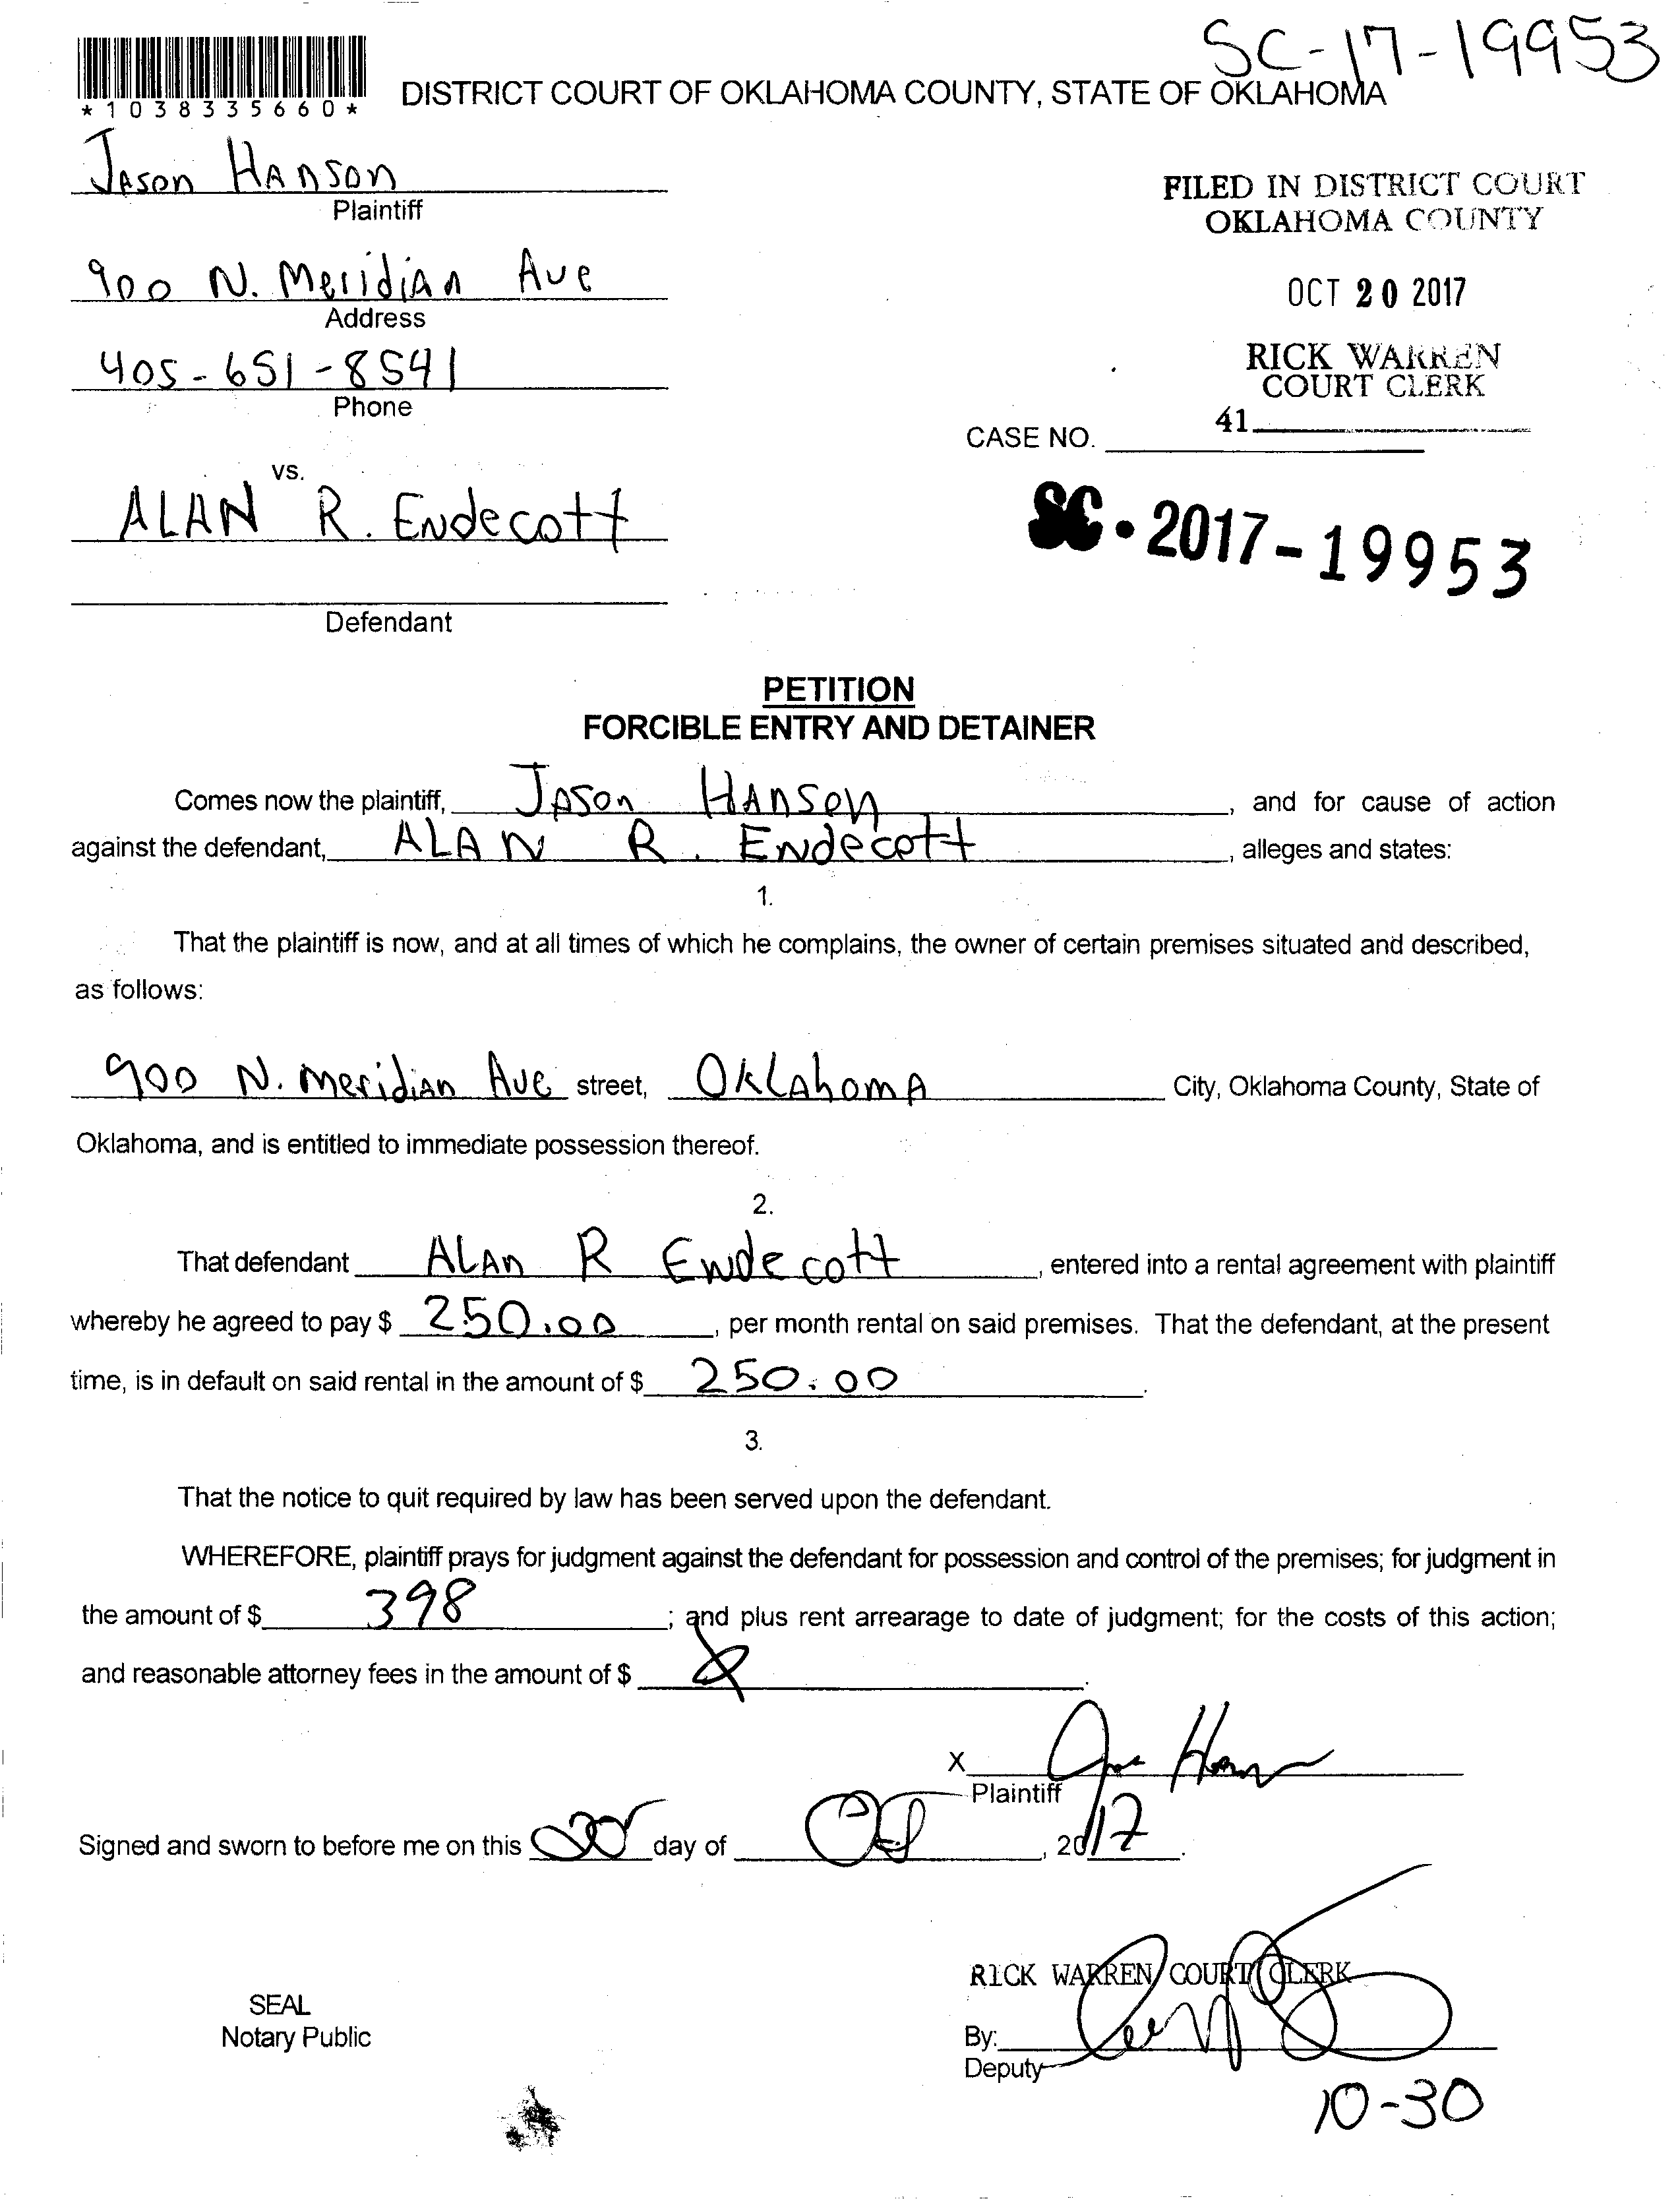 SC-17-19953
*1038335660*
DISTRICT COURT OF OKLAHOMA COUNTY, STATE OF OKLAHOMA
Jason Hanson
Plaintiff
FILED IN DISTRICT COURT
OKLAHOMA COUNTY
900 N. Meridian Ave
Address
OCT 20 2017
405-651-8541
Phone
RICK WARREN
COURT CLERK
41
CASE NO.
vs.
ALAN R. Endecott
SC-2017-19953
Defendant
PETITION
FORCIBLE ENTRY AND DETAINER
Comes now the plaintiff, Jason Hanson, and for cause of action
against the defendant, ALAN R. Endecott, alleges and states:
1.
That the plaintiff is now, and at all times of which he complains, the owner of certain premises situated and described,
as follows:
900 N. Meridian Ave street, Oklahoma City, Oklahoma County, State of
Oklahoma, and is entitled to immediate possession thereof.
2.
That defendant Alan R Endecott, entered into a rental agreement with plaintiff
whereby he agreed to pay $ 250.00, per month rental on said premises. That the defendant, at the present
time, is in default on said rental in the amount of $ 250.00.
3.
That the notice to quit required by law has been served upon the defendant.
WHEREFORE, plaintiff prays for judgment against the defendant for possession and control of the premises; for judgment in
the amount of $ 398; and plus rent arrearage to date of judgment; for the costs of this action;
and reasonable attorney fees in the amount of $
X
Plaintiff
Signed and sworn to before me on this 20 day of Oct, 2017.
RICK WARREN COURT CLERK
SEAL
Notary Public
By:
Deputy
10-30